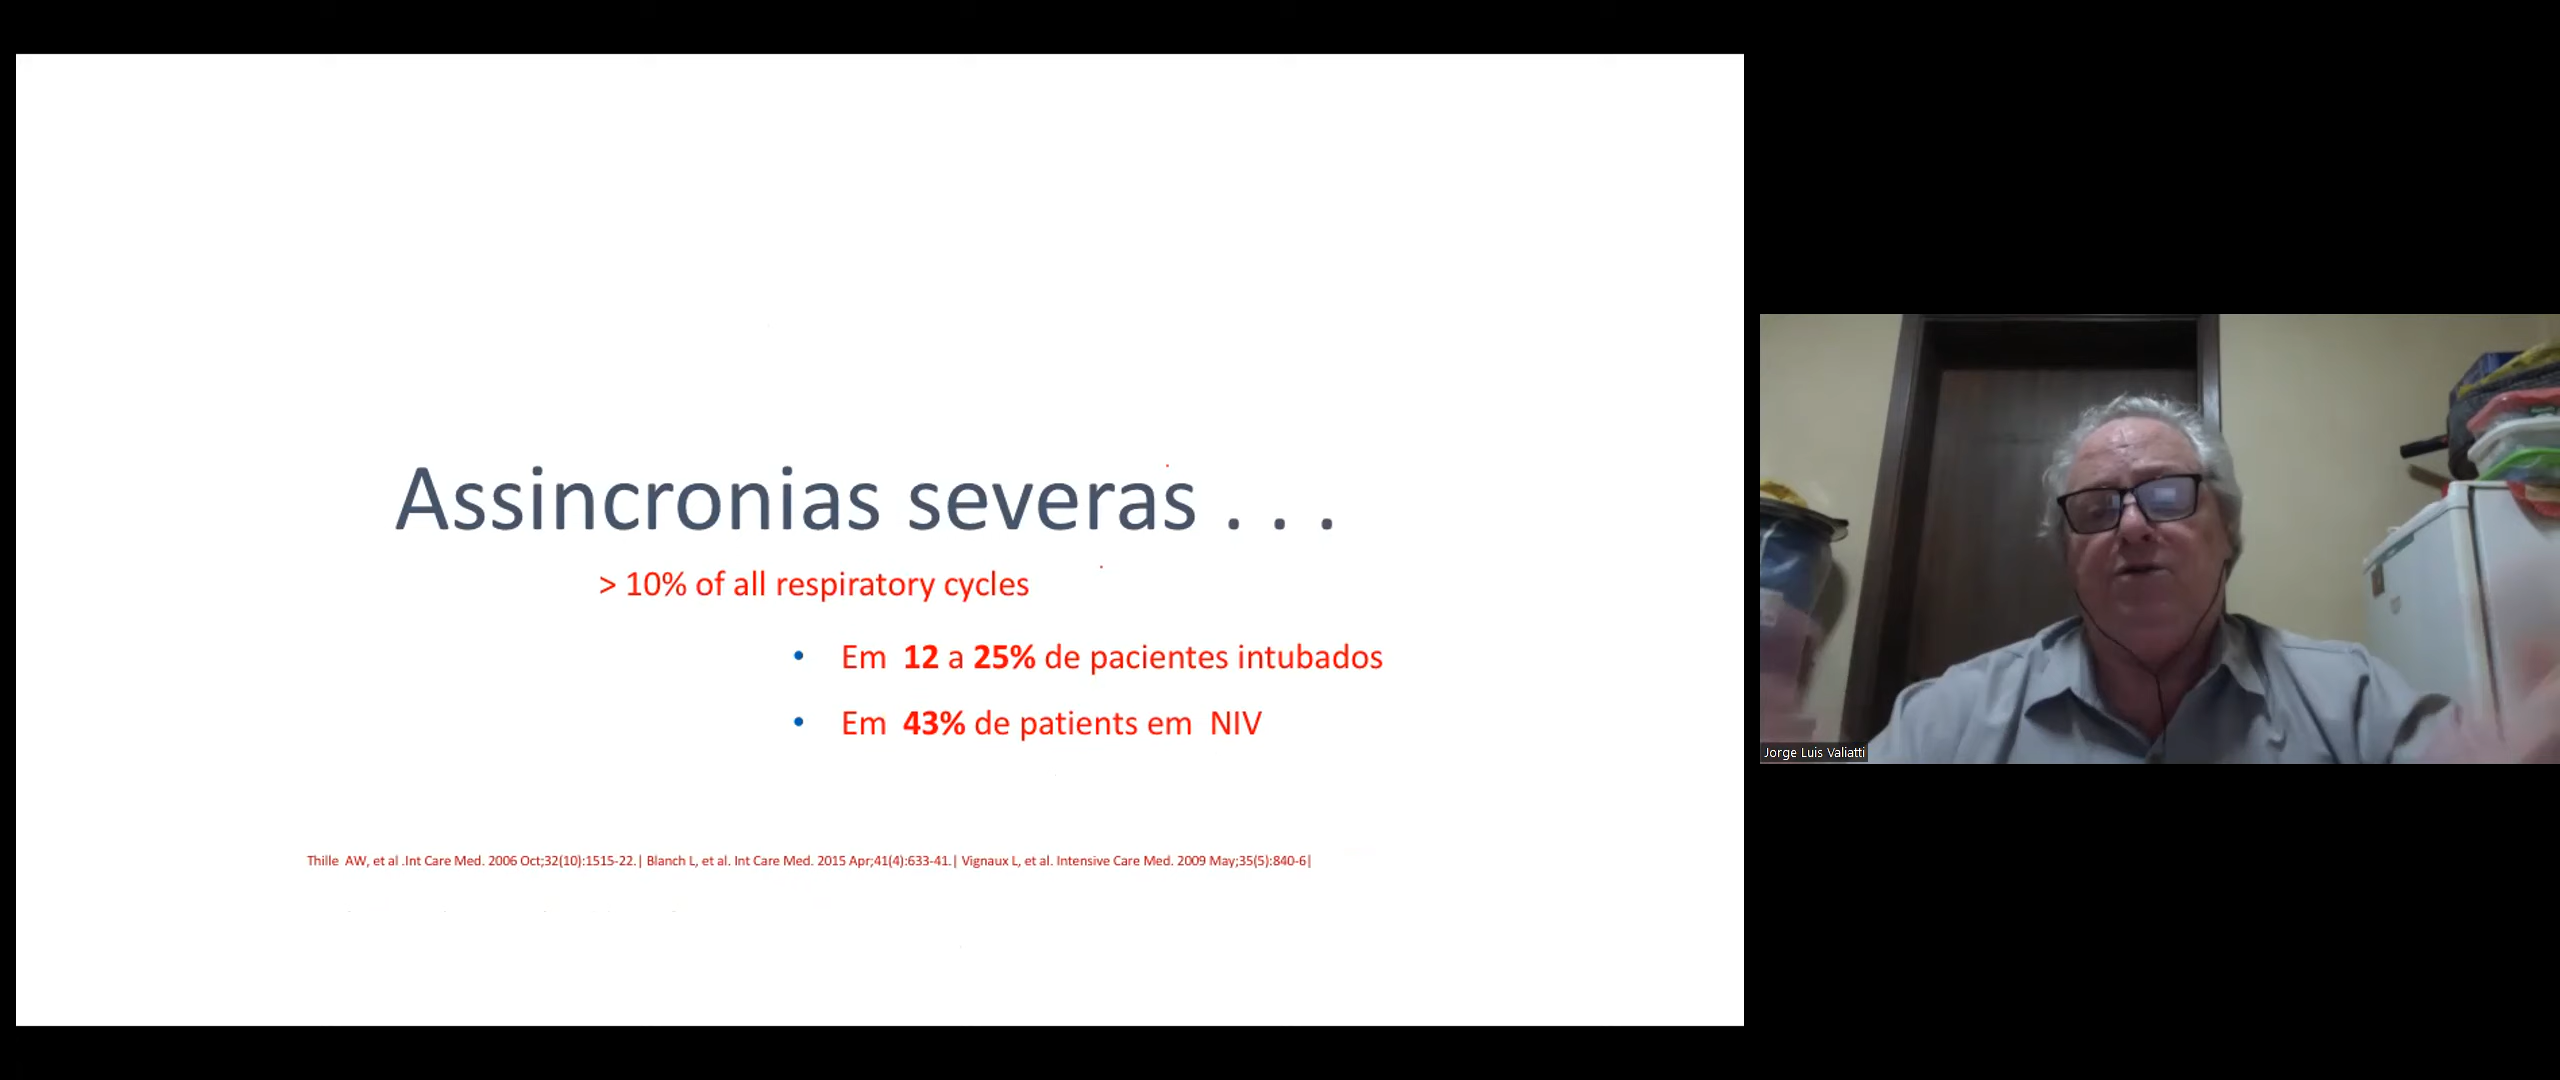 Assincronias severas . . .
> 10% of all respiratory cycles
• Em 12 a 25% de pacientes intubados
• Em 43% de patients em NIV
Thille AW, et al .Int Care Med. 2006 Oct;32(10):1515-22.| Blanch L, et al. Int Care Med. 2015 Apr;41(4):633-41.| Vignaux L, et al. Intensive Care Med. 2009 May;35(5):840-6|
Jorge Luis Valiatti